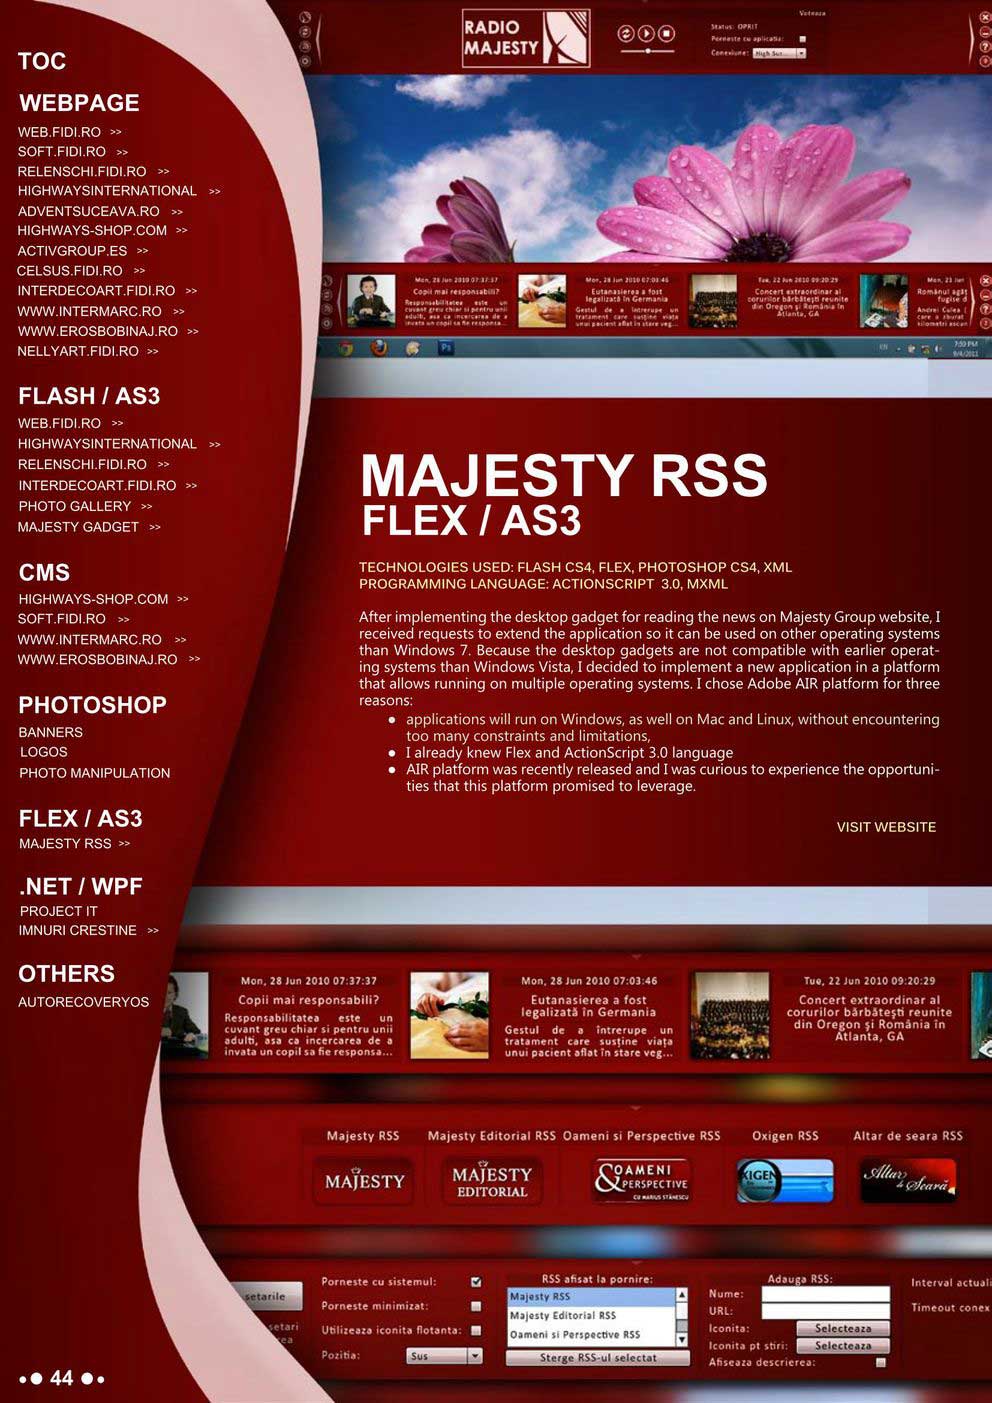 TOC
WEBPAGE
WEB.FIDI.RO >>
SOFT.FIDI.RO >>
RELENSCHI.FIDI.RO >>
HIGHWAYSINTERNATIONAL >>
ADVENTSUCEAVA.RO >>
HIGHWAYS-SHOP.COM >>
ACTIVGROUP.ES >>
CELSUS.FIDI.RO >>
INTERDECOART.FIDI.RO >>
WWW.INTERMARC.RO >>
WWW.EROSBOBINAJ.RO >>
NELLYART.FIDI.RO >>
FLASH / AS3
WEB.FIDI.RO >>
HIGHWAYSINTERNATIONAL >>
RELENSCHI.FIDI.RO >>
INTERDECOART.FIDI.RO >>
PHOTO GALLERY >>
MAJESTY GADGET >>
CMS
HIGHWAYS-SHOP.COM >>
SOFT.FIDI.RO >>
WWW.INTERMARC.RO >>
WWW.EROSBOBINAJ.RO >>
PHOTOSHOP
BANNERS
LOGOS
PHOTO MANIPULATION
FLEX / AS3
MAJESTY RSS >>
.NET / WPF
PROJECT IT
IMNURI CRESTINE >>
OTHERS
AUTORECOVERYOS
44
RADIO
MAJESTY
Voteaza
Status: OPRIT
Porneste cu aplicatia:
Conexiune:
Mon, 28 Jun 2010 07:37:37
Copii mai responsabili?
Responsabilitatea este un
cuvant greu chiar si pentru unii
adulti, asa ca incercarea de a
invata un copil sa fie responsa...
Mon, 28 Jun 2010 07:03:46
Eutanasierea a fost
legalizată în Germania
Gestul de a întrerupe un
tratament care susține viața
unui pacient aflat în stare veg...
Tue, 22 Jun 2010 09:20:29
Concert extraordinar al
corurilor bărbătești reunite
din Oregon și România în
Atlanta, GA
Mon, 21 Jun
Românul agăț
fugise d
Andrei Culea (
care a zburat
kilometri ascun
Ps
EN
7:59 PM
9/4/2011
MAJESTY RSS
FLEX / AS3
TECHNOLOGIES USED: FLASH CS4, FLEX, PHOTOSHOP CS4, XML
PROGRAMMING LANGUAGE: ACTIONSCRIPT 3.0, MXML
After implementing the desktop gadget for reading the news on Majesty Group website, I
received requests to extend the application so it can be used on other operating systems
than Windows 7. Because the desktop gadgets are not compatible with earlier operat-
ing systems than Windows Vista, I decided to implement a new application in a platform
that allows running on multiple operating systems. I chose Adobe AIR platform for three
reasons:
● applications will run on Windows, as well on Mac and Linux, without encountering
too many constraints and limitations,
● I already knew Flex and ActionScript 3.0 language
● AIR platform was recently released and I was curious to experience the opportuni-
ties that this platform promised to leverage.
VISIT WEBSITE
Mon, 28 Jun 2010 07:37:37
Copii mai responsabili?
Responsabilitatea este un
cuvant greu chiar si pentru unii
adulti, asa ca incercarea de a
invata un copil sa fie responsa...
Mon, 28 Jun 2010 07:03:46
Eutanasierea a fost
legalizată în Germania
Gestul de a întrerupe un
tratament care susține viața
unui pacient aflat în stare veg...
Tue, 22 Jun 2010 09:20:29
Concert extraordinar al
corurilor bărbătești reunite
din Oregon și România în
Atlanta, GA
Majesty RSS Majesty Editorial RSS Oameni si Perspective RSS Oxigen RSS Altar de seara RSS
MAJESTY
MAJESTY
EDITORIAL
&OAMENI
PERSPECTIVE
CU MARIUS STĂNESCU
XIGEN
Altar
de Seară
setarile
setari
rea
Porneste cu sistemul:
Porneste minimizat:
Utilizeaza iconita flotanta:
Pozitia: Sus
RSS afisat la pornire:
Majesty RSS
Majesty Editorial RSS
Oameni si Perspective RSS
Sterge RSS-ul selectat
Adauga RSS:
Nume:
URL:
Iconita: Selecteaza
Iconita pt stiri: Selecteaza
Afiseaza descrierea:
Interval actuali
Timeout conex